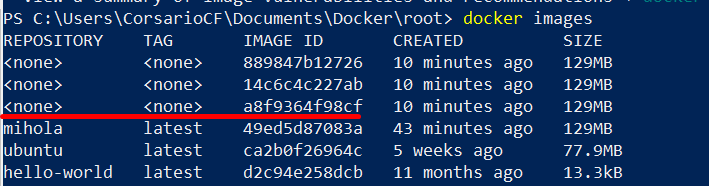 PS C:\Users\CorsarioCF\Documents\Docker\root> docker images
REPOSITORY TAG IMAGE ID CREATED SIZE
<none> <none> 889847b12726 10 minutes ago 129MB
<none> <none> 14c6c4c227ab 10 minutes ago 129MB
<none> <none> a8f9364f98cf 10 minutes ago 129MB
mihola latest 49ed5d87083a 43 minutes ago 129MB
ubuntu latest ca2b0f26964c 5 weeks ago 77.9MB
hello-world latest d2c94e258dcb 11 months ago 13.3kB